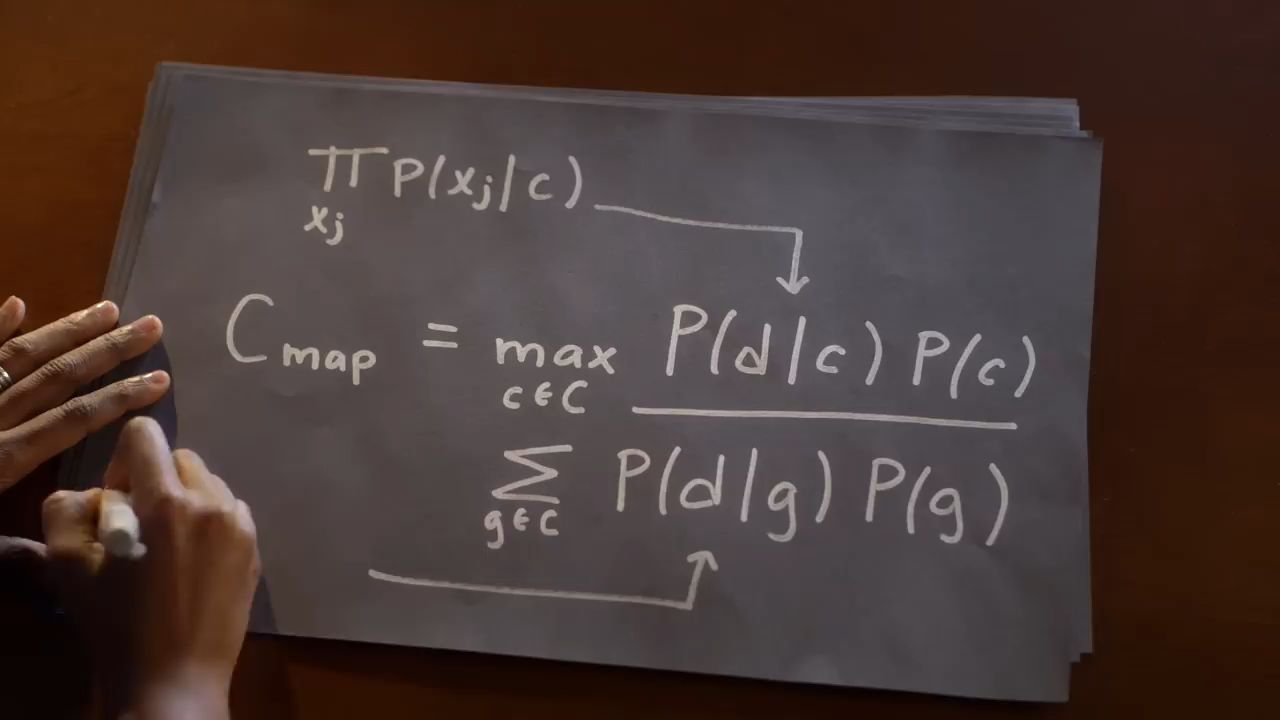 ∏ P(xj|c)
xj
Cmap = max P(d|c) P(c)
c∈C
∑ P(d|g) P(g)
g∈C